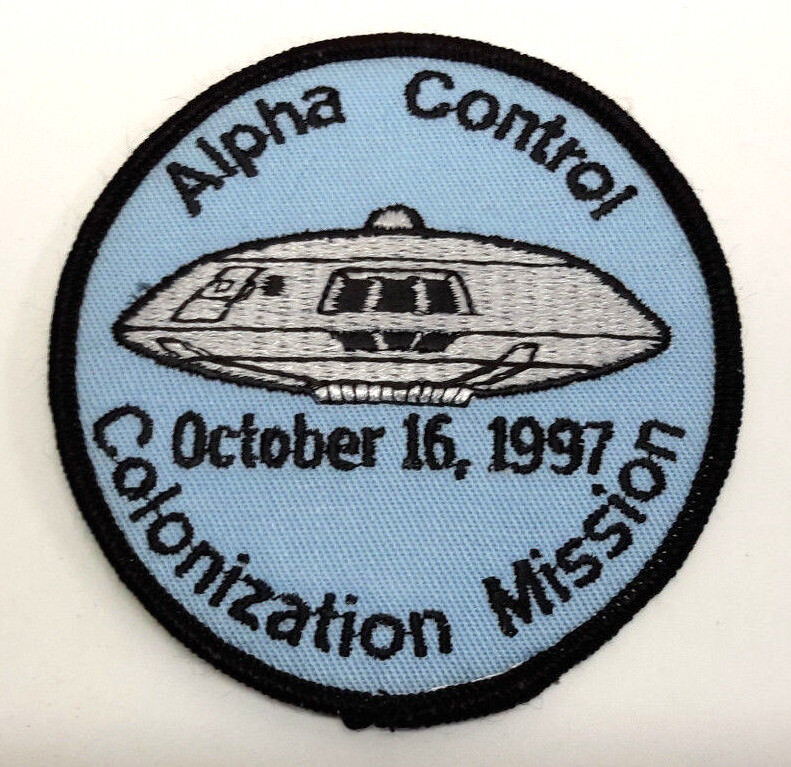 Alpha Control
October 16, 1997
Colonization Mission